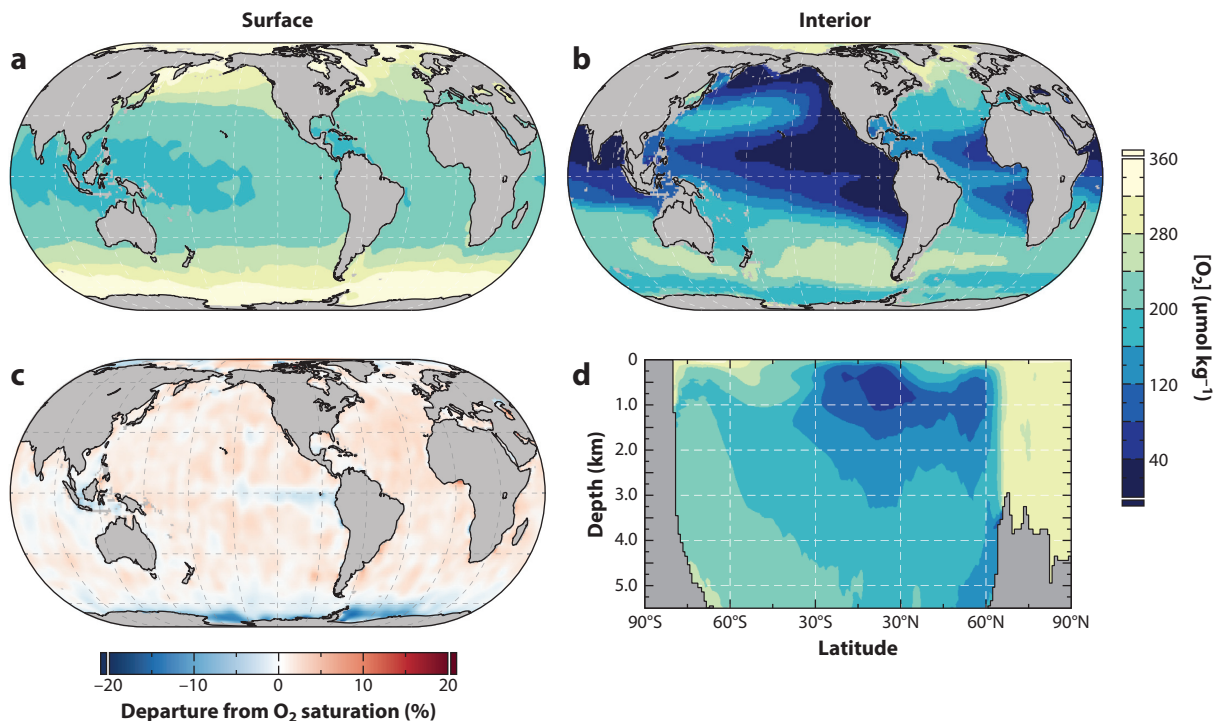 Surface
Interior
a
b
360
280
200
120
40
[O₂] (µmol kg⁻¹)
c
d
0
1.0
2.0
3.0
4.0
5.0
Depth (km)
90°S
60°S
30°S
0
30°N
60°N
90°N
Latitude
−20
−10
0
10
20
Departure from O₂ saturation (%)